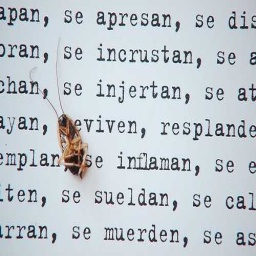 apan, se apresan, se dis
oran, se incrustan, se a
chan, se injertan, se at
ayan, eviven, resplande
emplan se inflaman, se e
iten, se sueldan, se cal
arran, se muerden, se as